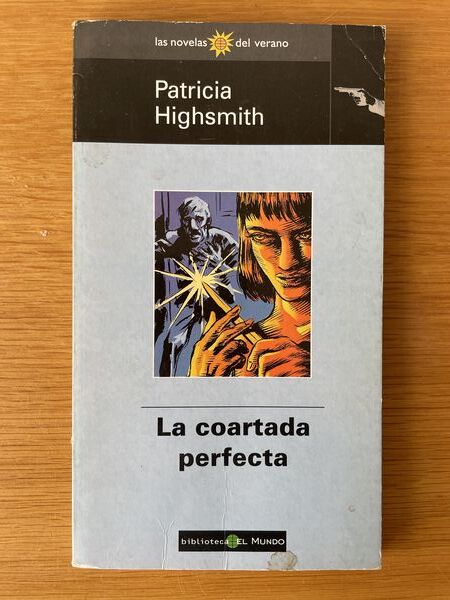 las novelas del verano
Patricia
Highsmith
La coartada
perfecta
biblioteca EL MUNDO